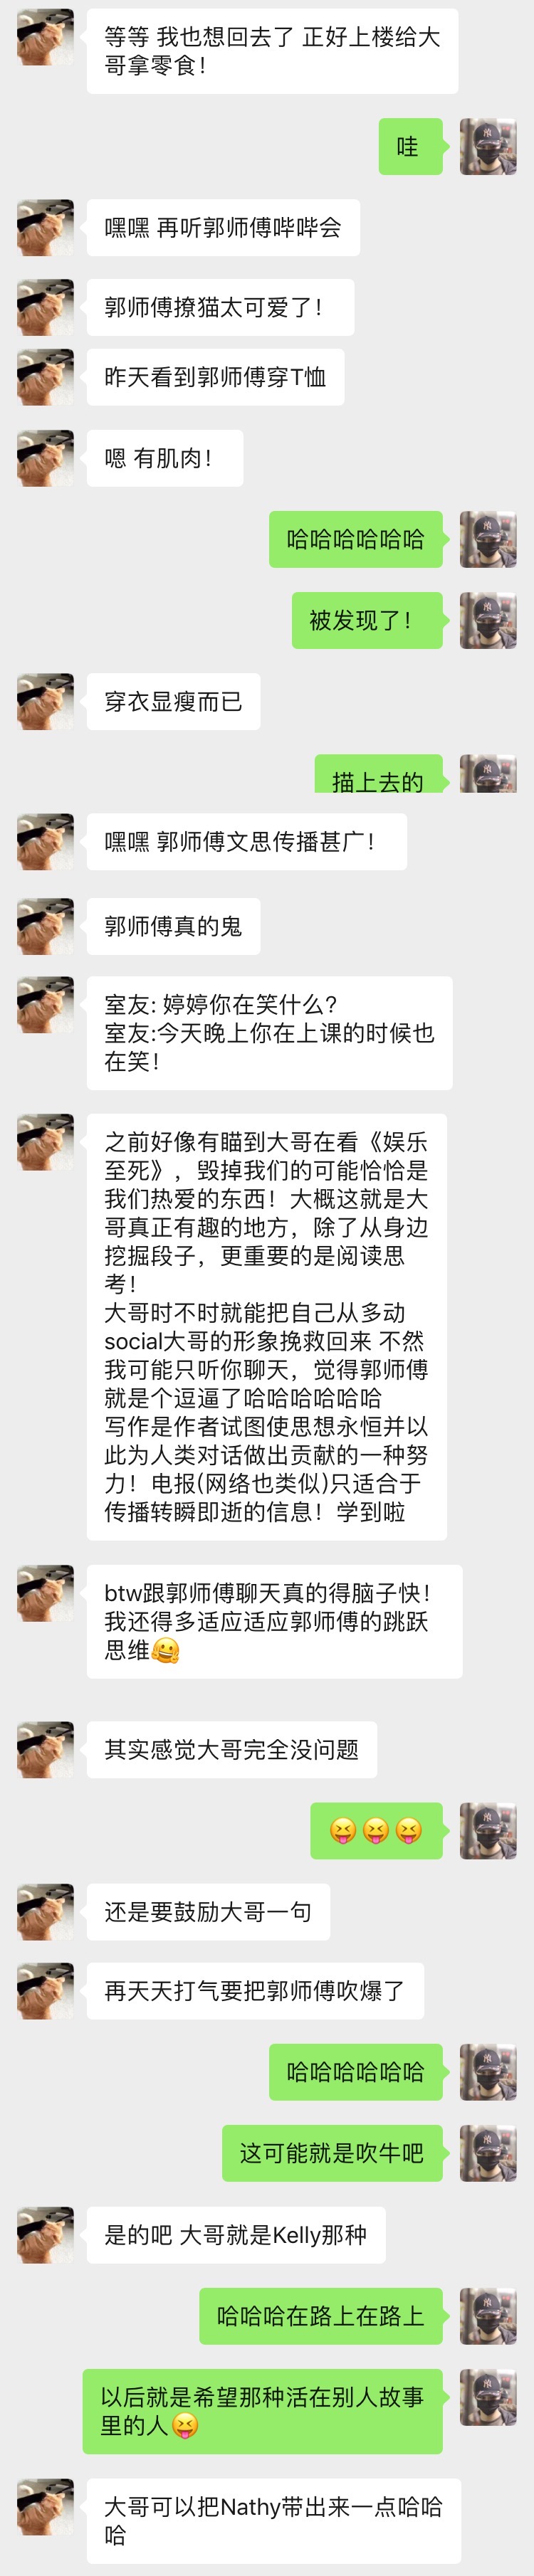 等等 我也想回去了 正好上楼给大
哥拿零食！
哇
嘿嘿 再听郭师傅哔哔会
郭师傅撩猫太可爱了！
昨天看到郭师傅穿T恤
嗯 有肌肉！
哈哈哈哈哈哈
被发现了！
穿衣显瘦而已
描上去的
嘿嘿 郭师傅文思传播甚广！
郭师傅真的鬼
室友: 婷婷你在笑什么?
室友:今天晚上你在上课的时候也
在笑！
之前好像有瞄到大哥在看《娱乐
至死》，毁掉我们的可能恰恰是
我们热爱的东西！大概这就是大
哥真正有趣的地方，除了从身边
挖掘段子，更重要的是阅读思
考！
大哥时不时就能把自己从多动
social大哥的形象挽救回来 不然
我可能只听你聊天，觉得郭师傅
就是个逗逼了哈哈哈哈哈哈
写作是作者试图使思想永恒并以
此为人类对话做出贡献的一种努
力！电报(网络也类似)只适合于
传播转瞬即逝的信息！学到啦
btw跟郭师傅聊天真的得脑子快！
我还得多适应适应郭师傅的跳跃
思维🤗
其实感觉大哥完全没问题
😝😝😝
还是要鼓励大哥一句
再天天打气要把郭师傅吹爆了
哈哈哈哈哈哈
这可能就是吹牛吧
是的吧 大哥就是Kelly那种
哈哈哈在路上在路上
以后就是希望那种活在别人故事
里的人😝
大哥可以把Nathy带出来一点哈哈
哈